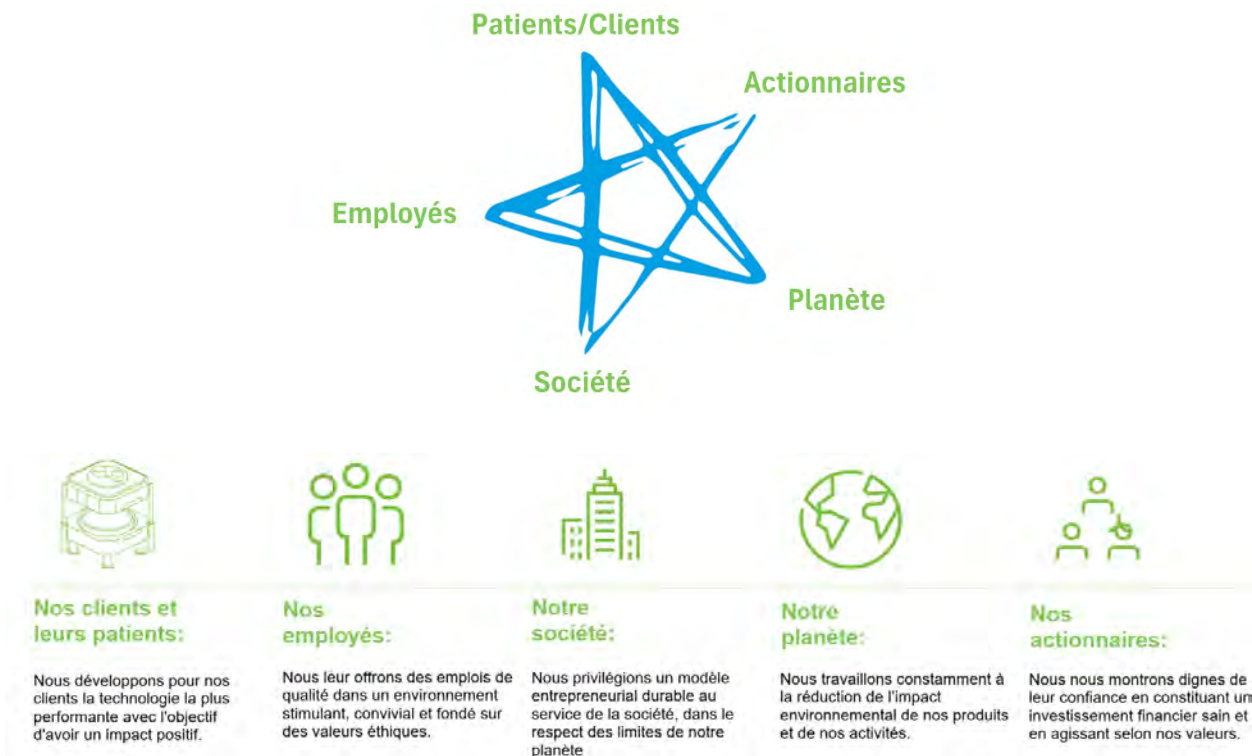 Patients/Clients
Actionnaires
Employés
Planète
Société
Nos clients et
leurs patients:
Nous développons pour nos
clients la technologie la plus
performante avec l'objectif
d'avoir un impact positif.
Nos
employés:
Nous leur offrons des emplois de
qualité dans un environnement
stimulant, convivial et fondé sur
des valeurs éthiques.
Notre
société:
Nous privilégions un modèle
entrepreneurial durable au
service de la société, dans le
respect des limites de notre
planète
Notre
planète:
Nous travaillons constamment à
la réduction de l'impact
environnemental de nos produits
et de nos activités.
Nos
actionnaires:
Nous nous montrons dignes de
leur confiance en constituant un
investissement financier sain et
en agissant selon nos valeurs.